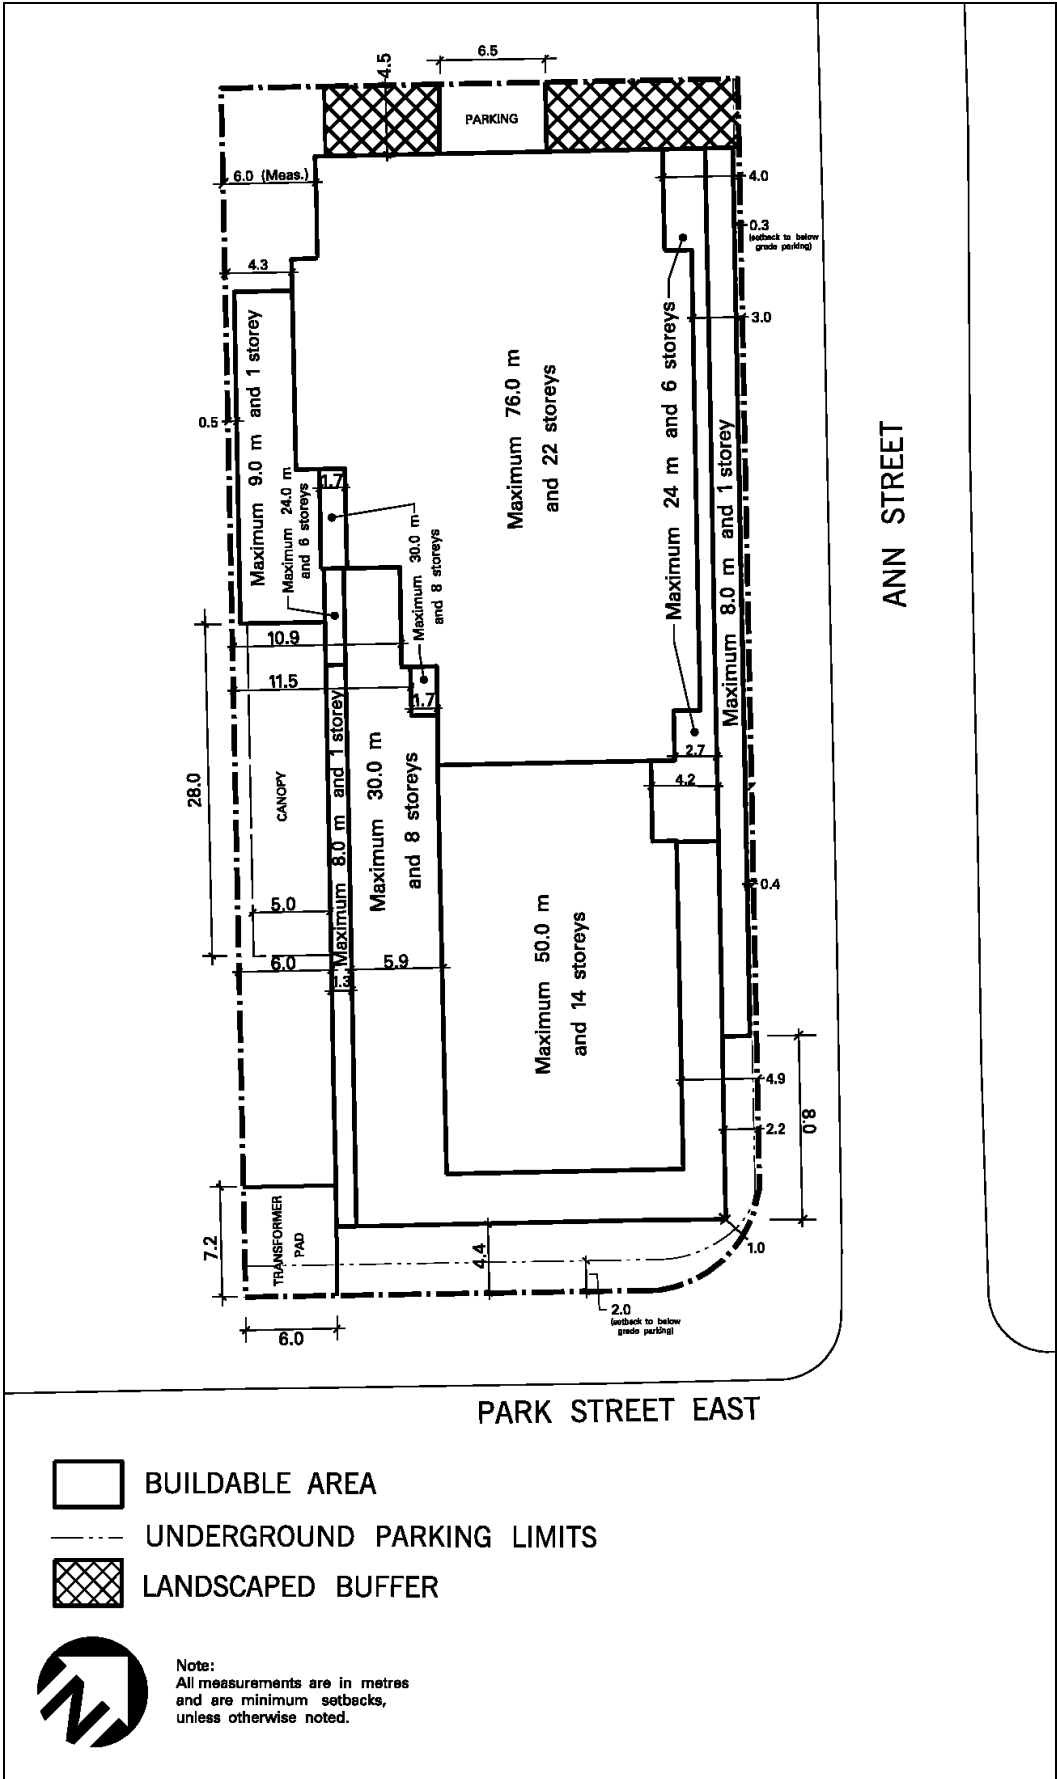 6.5
4.5
PARKING
6.0 (Meas.)
4.0
0.3
(setback to below
grade parking)
4.3
3.0
Maximum 9.0 m and 1 storey
0.5
Maximum 76.0 m
and 22 storeys
Maximum 24 m and 6 storeys
Maximum 8.0 m and 1 storey
ANN STREET
1.7
Maximum 24.0 m
and 6 storeys
Maximum 30.0 m
and 8 storeys
10.9
11.5
1.7
28.0
CANOPY
Maximum 8.0 m and 1 storey
Maximum 30.0 m
and 8 storeys
2.7
4.2
0.4
5.0
6.0
1.3
5.9
Maximum 50.0 m
and 14 storeys
4.9
8.0
2.2
7.2
TRANSFORMER
PAD
4.4
1.0
2.0
(setback to below
grade parking)
6.0
PARK STREET EAST
BUILDABLE AREA
UNDERGROUND PARKING LIMITS
LANDSCAPED BUFFER
N
Note:
All measurements are in metres
and are minimum setbacks,
unless otherwise noted.